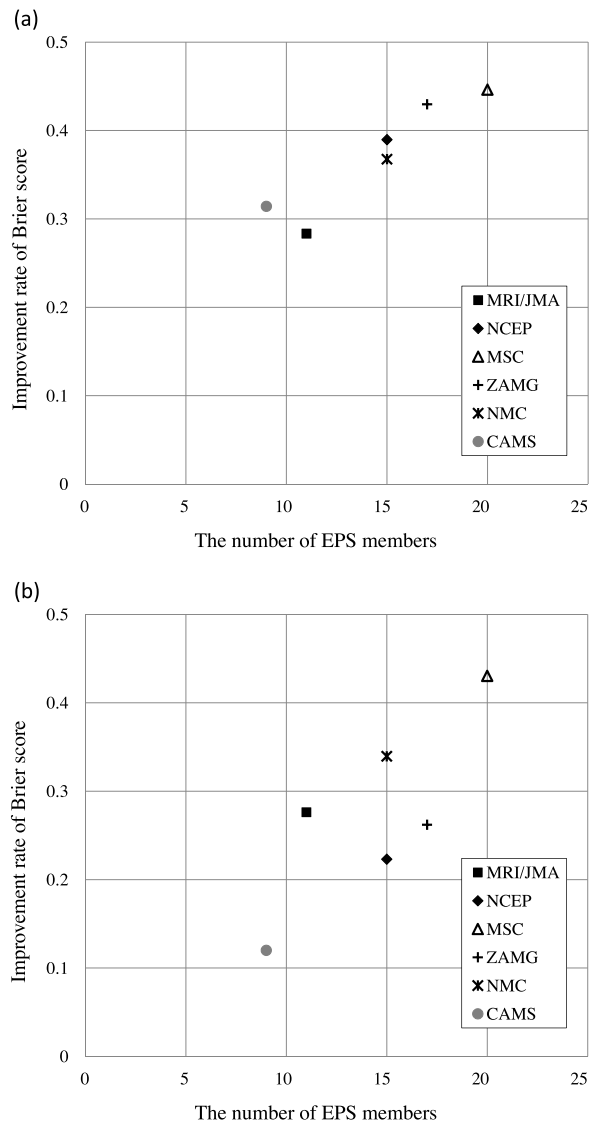 (a)
Improvement rate of Brier score
0.5
0.4
0.3
0.2
0.1
0
0 5 10 15 20 25
The number of EPS members
MRI/JMA
NCEP
MSC
ZAMG
NMC
CAMS
(b)
Improvement rate of Brier score
0.5
0.4
0.3
0.2
0.1
0
0 5 10 15 20 25
The number of EPS members
MRI/JMA
NCEP
MSC
ZAMG
NMC
CAMS